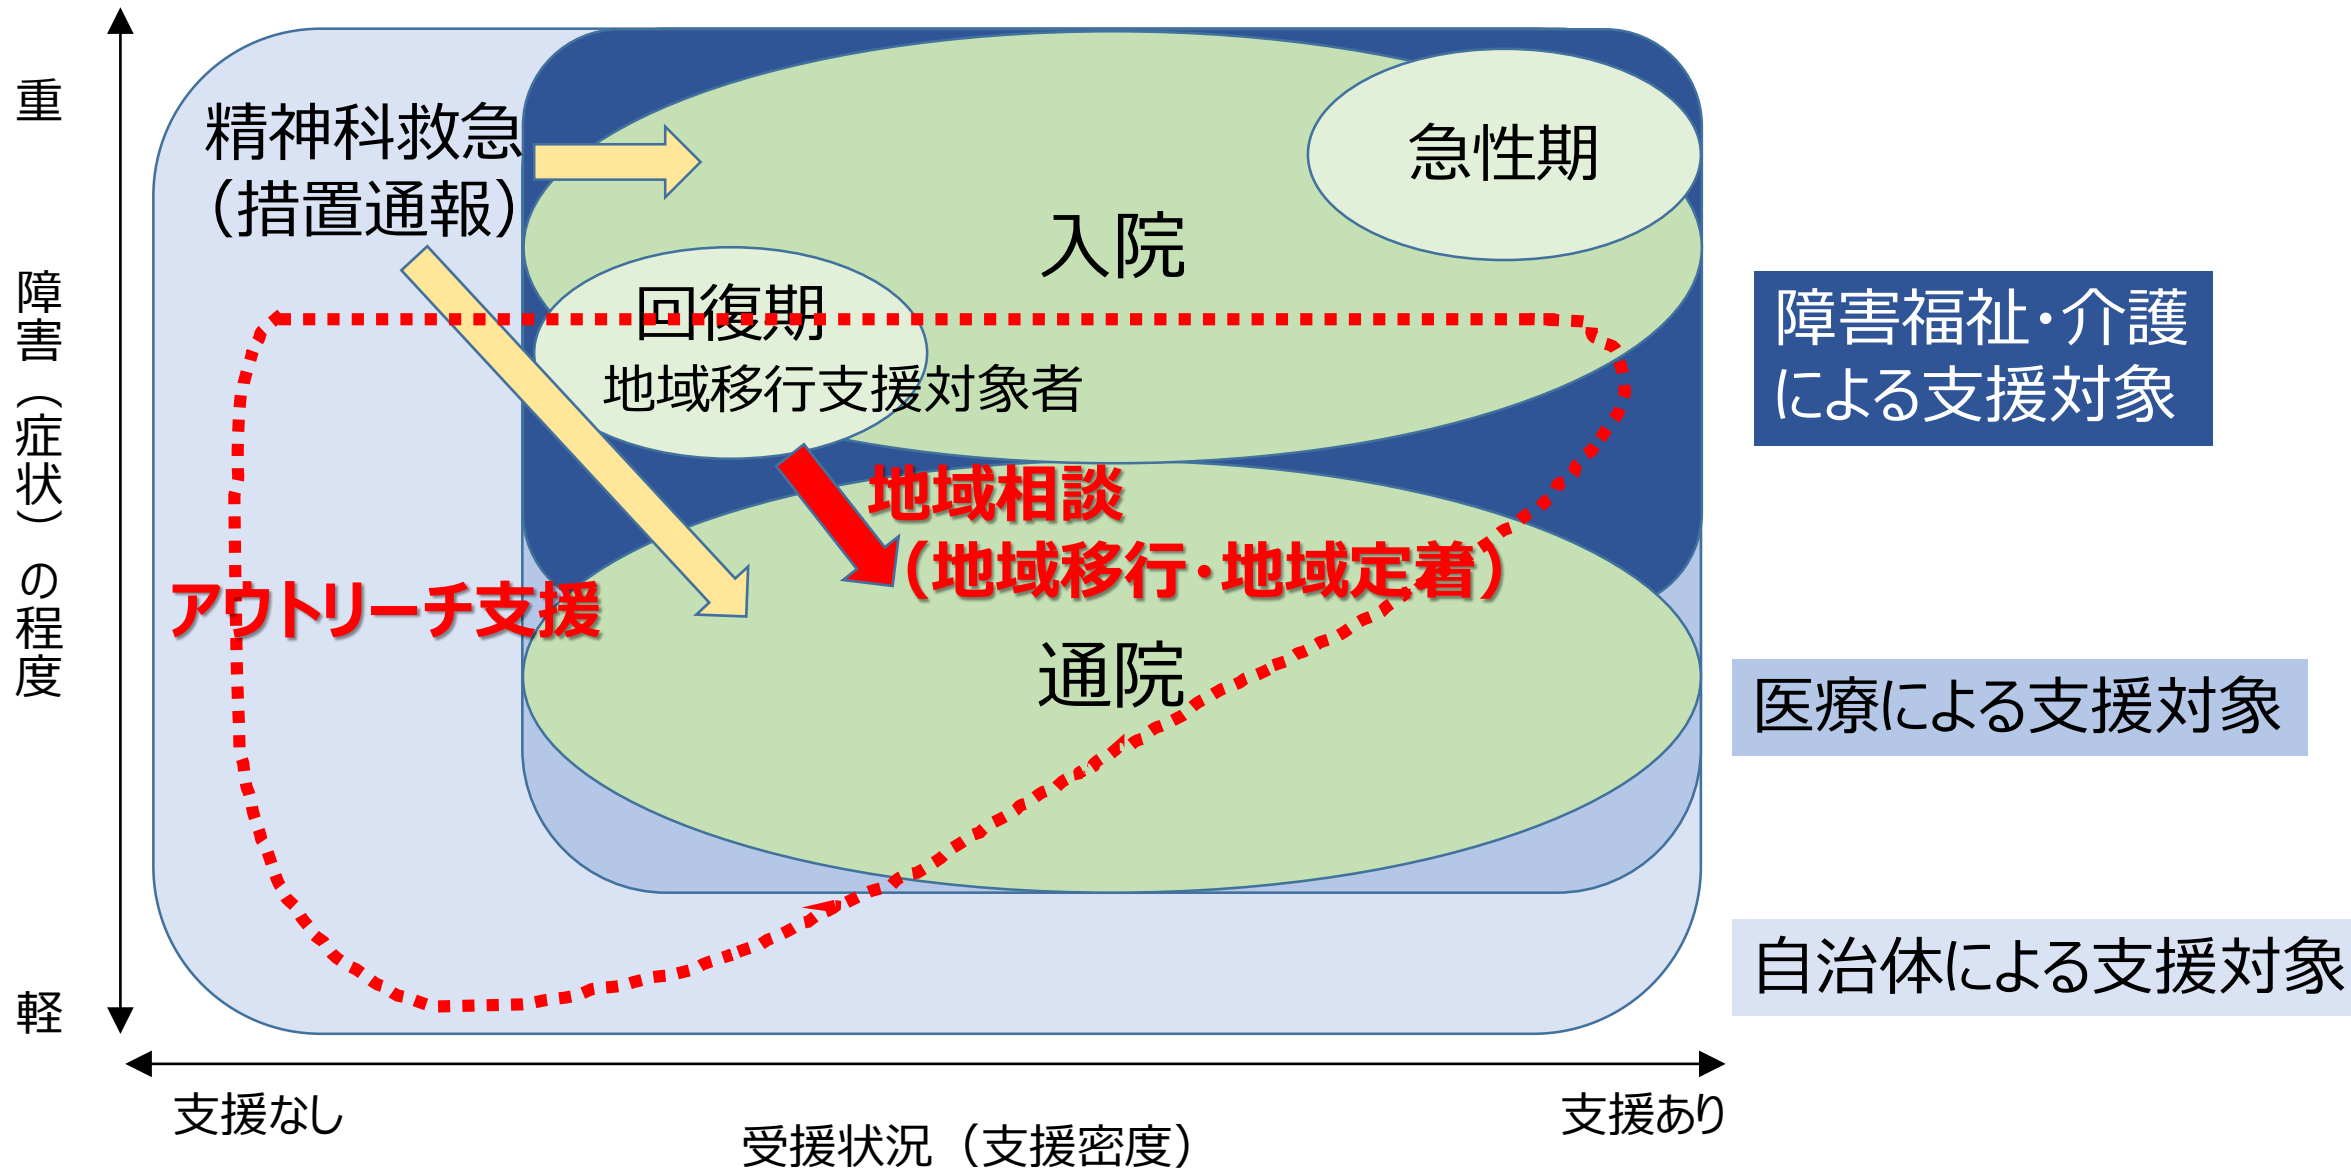 重
障害（症状）の程度
軽
精神科救急
（措置通報）
急性期
入院
回復期
地域移行支援対象者
地域相談
（地域移行・地域定着）
アウトリーチ支援
通院
障害福祉・介護
による支援対象
医療による支援対象
自治体による支援対象
支援なし
支援あり
受援状況（支援密度）